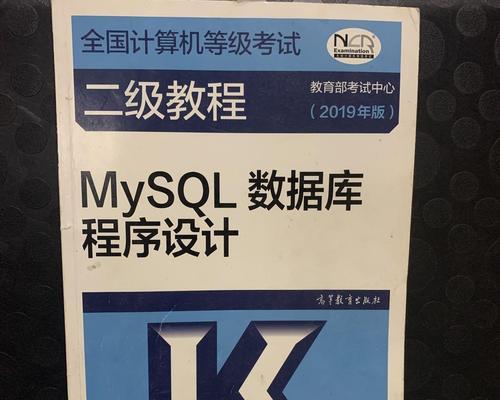 全国计算机等级考试
NCR
Examination
二级教程
教育部考试中心
(2019年版)
MySQL 数据库
程序设计
高等教育出版社
K